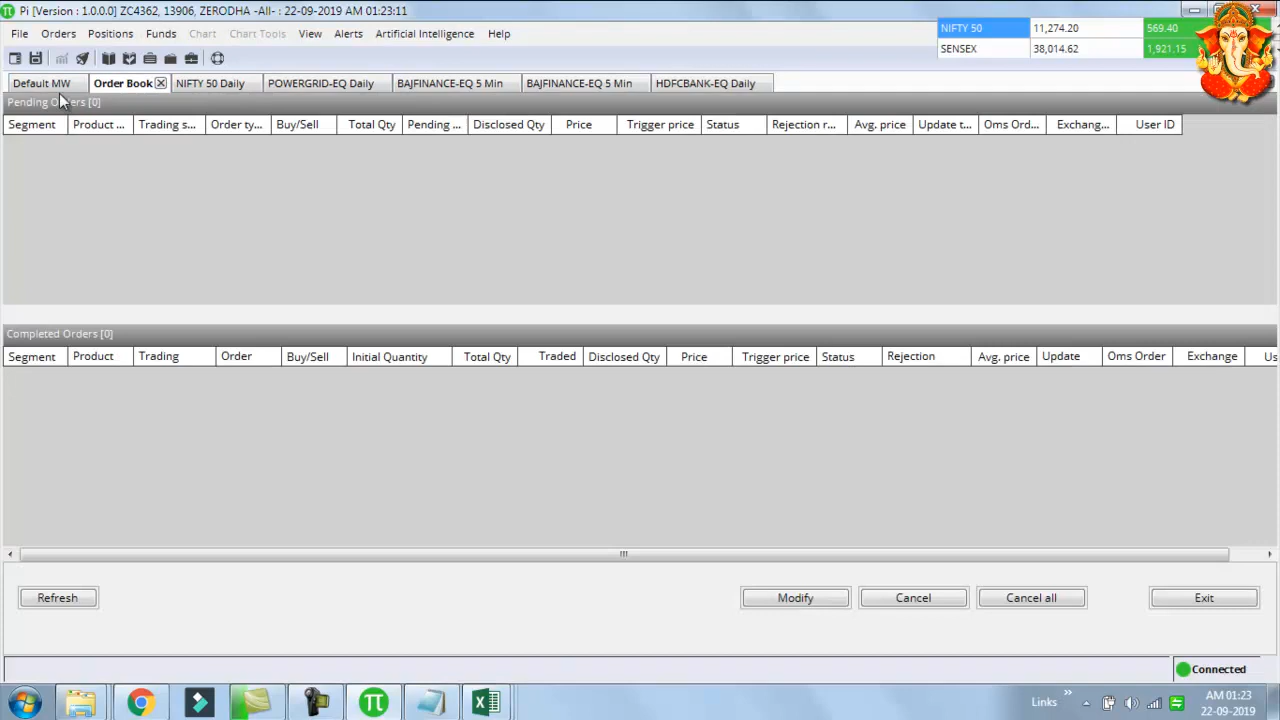 Pi [Version : 1.0.0.0] ZC4362, 13906, ZERODHA -All- : 22-09-2019 AM 01:23:11
File Orders Positions Funds Chart ChartIQ View Alerts Artificial Intelligence Help
NIFTY 50 11,274.20 569.40
SENSEX 38,014.62 1,921.15
Default MW Order Book NIFTY 50 Daily POWERGRID-EQ Daily BAJFINANCE-EQ 5 Min BAJFINANCE-EQ 5 Min HDFCBANK-EQ Daily
Pending Orders [0]
Segment Product ... Trading s... Order ty... Buy/Sell Total Qty Pending ... Disclosed Qty Price Trigger price Status Rejection r... Avg. price Update t... Oms Ord... Exchang... User ID
Completed Orders [0]
Segment Product Trading Order Buy/Sell Initial Quantity Total Qty Traded Disclosed Qty Price Trigger price Status Rejection Avg. price Update Oms Order Exchange Us
Refresh Modify Cancel Cancel all Exit
Connected
Links » AM 01:23
22-09-2019